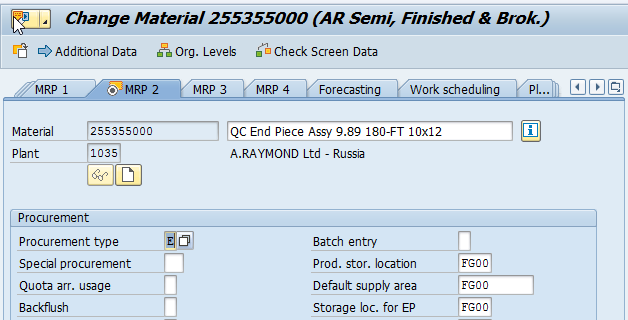 Change Material 255355000 (AR Semi, Finished & Brok.)
Additional Data Org. Levels Check Screen Data
MRP 1 MRP 2 MRP 3 MRP 4 Forecasting Work scheduling Pl...
Material 255355000 QC End Piece Assy 9.89 180-FT 10x12
Plant 1035 A.RAYMOND Ltd - Russia
Procurement
Procurement type E Batch entry
Special procurement Prod. stor. location FG00
Quota arr. usage Default supply area FG00
Backflush Storage loc. for EP FG00